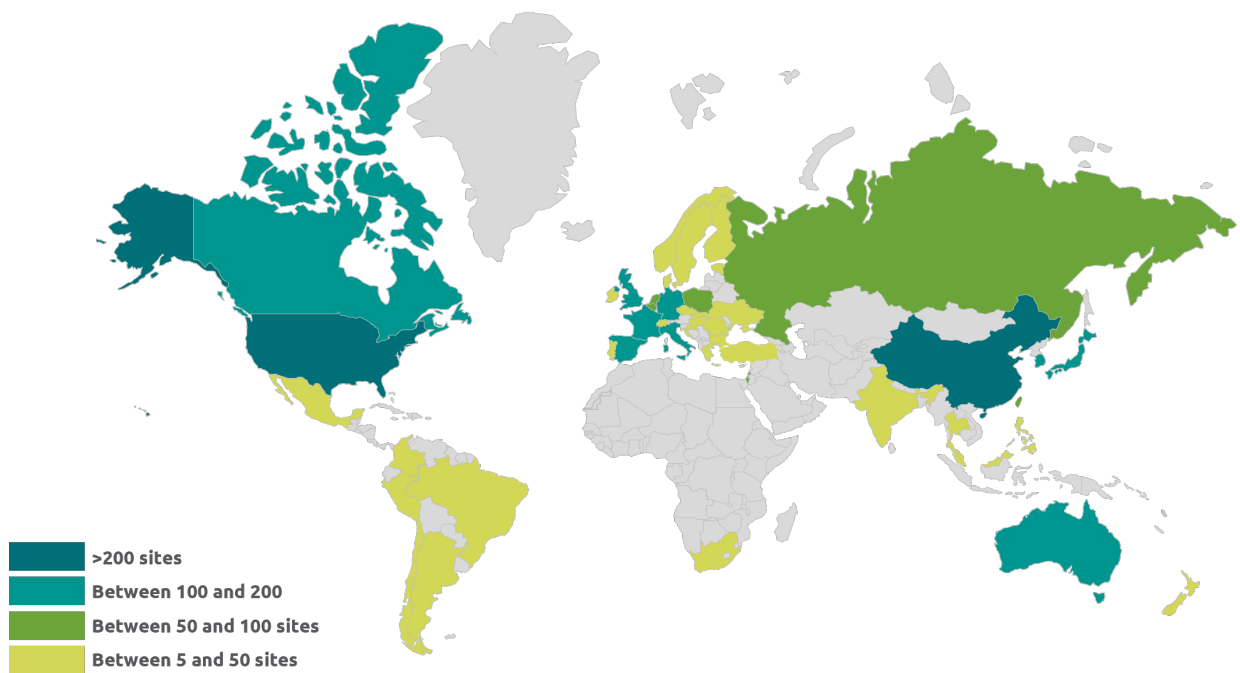 >200 sites
Between 100 and 200
Between 50 and 100 sites
Between 5 and 50 sites